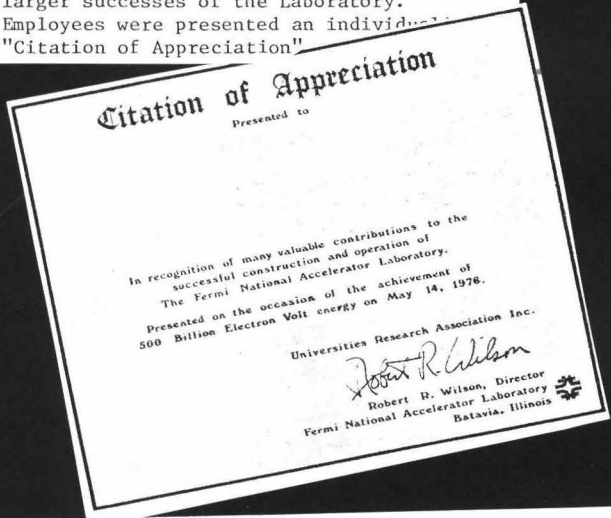 larger successes of the Laboratory.
Employees were presented an
"Citation of Appreciation"
Citation of Appreciation
Presented to
In recognition of many valuable contributions to the
successful construction and operation of
The Fermi National Accelerator Laboratory.
Presented on the occasion of the achievement of
500 Billion Electron Volt energy on May 14, 1976.
Universities Research Association Inc.
Robert R. Wilson
Robert R. Wilson, Director
Fermi National Accelerator Laboratory
Batavia, Illinois